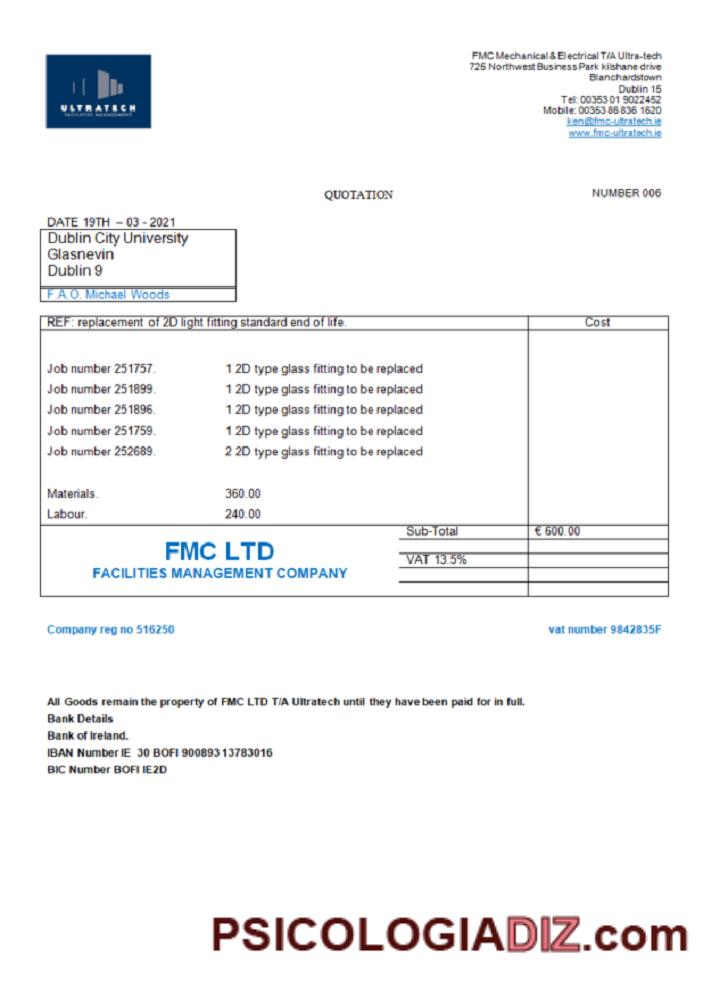 ULTRATECH
FACILITIES MANAGEMENT
FMC Mechanical & Electrical T/A Ultra-tech
726 Northwest Business Park kilshane drive
Blanchardstown
Dublin 15
Tel: 00353 01 9022452
Mobile: 00353 86 836 1620
ken@fmc-ultratech.ie
www.fmc-ultratech.ie
QUOTATION
NUMBER 006
DATE 19TH – 03 - 2021
Dublin City University
Glasnevin
Dublin 9
F.A.O. Michael Woods
REF: replacement of 2D light fitting standard end of life. Cost
Job number 251757. 1 2D type glass fitting to be replaced
Job number 251899. 1 2D type glass fitting to be replaced
Job number 251896. 1 2D type glass fitting to be replaced
Job number 251759. 1 2D type glass fitting to be replaced
Job number 252689. 2 2D type glass fitting to be replaced
Materials. 360.00
Labour. 240.00
Sub-Total € 600.00
FMC LTD
VAT 13.5%
FACILITIES MANAGEMENT COMPANY
Company reg no 516250 vat number 9842835F
All Goods remain the property of FMC LTD T/A Ultratech until they have been paid for in full.
Bank Details
Bank of Ireland.
IBAN Number IE 30 BOFI 90089313783016
BIC Number BOFI IE2D
PSICOLOGIADIZ.com